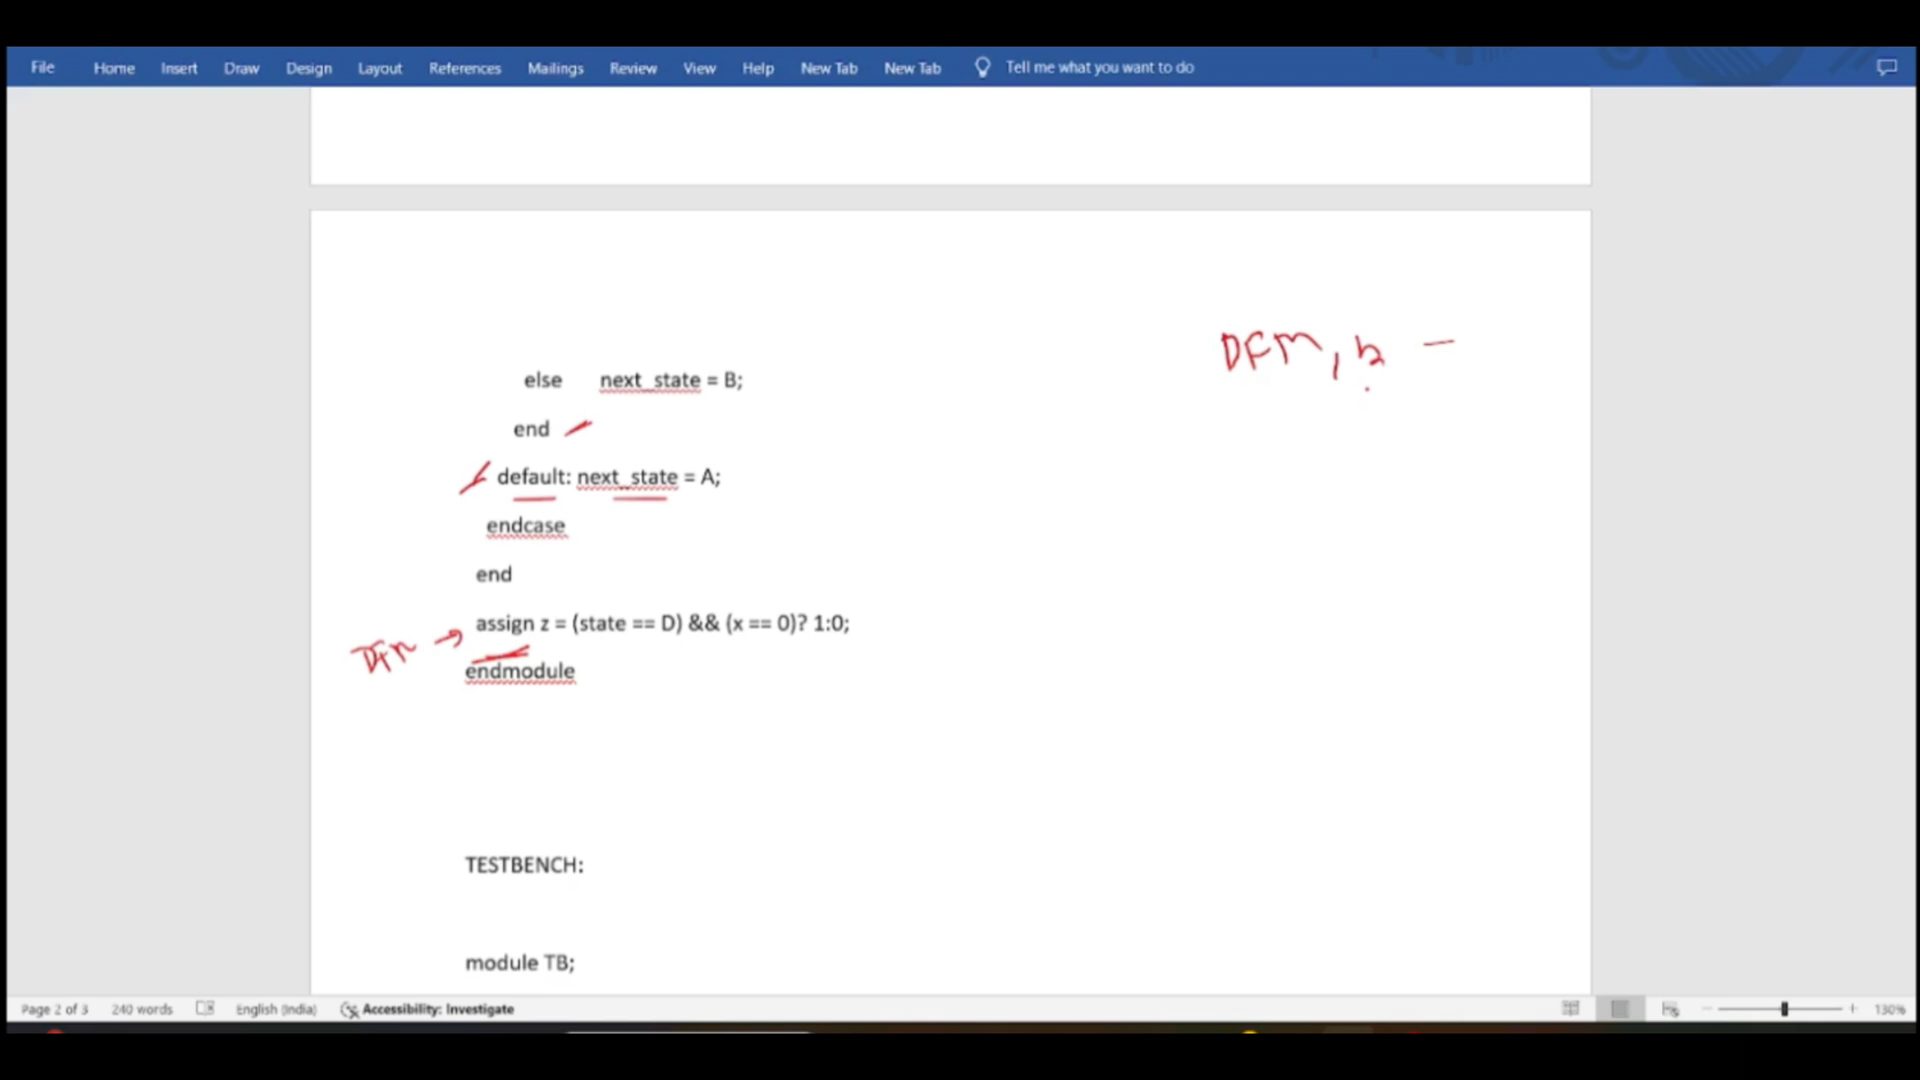 File Home Insert Draw Design Layout References Mailings Review View Help New Tab New Tab Tell me what you want to do
DFM, b –
else next_state = B;
end
default: next_state = A;
endcase
end
assign z = (state == D) && (x == 0)? 1:0;
endmodule
TESTBENCH:
module TB;
Page 2 of 3 240 words English (India) Accessibility: Investigate 130%